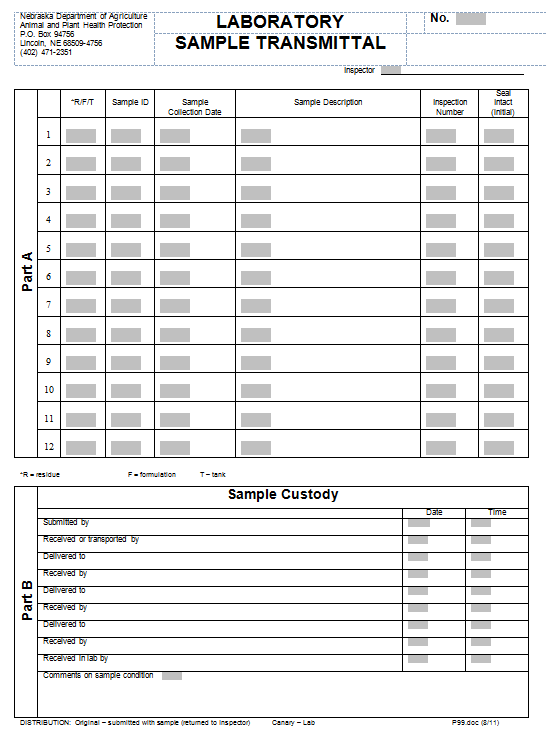 Nebraska Department of Agriculture
Animal and Plant Health Protection
P.O. Box 94756
Lincoln, NE 68509-4756
(402) 471-2351
LABORATORY
SAMPLE TRANSMITTAL
No.
Inspector
*R/F/T
Sample ID
Sample
Collection Date
Sample Description
Inspection
Number
Seal
Intact
(Initial)
Part A
1
2
3
4
5
6
7
8
9
10
11
12
*R = residue F = formulation T – tank
Part B
Sample Custody
Date Time
Submitted by
Received or transported by
Delivered to
Received by
Delivered to
Received by
Delivered to
Received by
Received in lab by
Comments on sample condition
DISTRIBUTION: Original – submitted with sample (returned to inspector) Canary – Lab P99.doc (8/11)